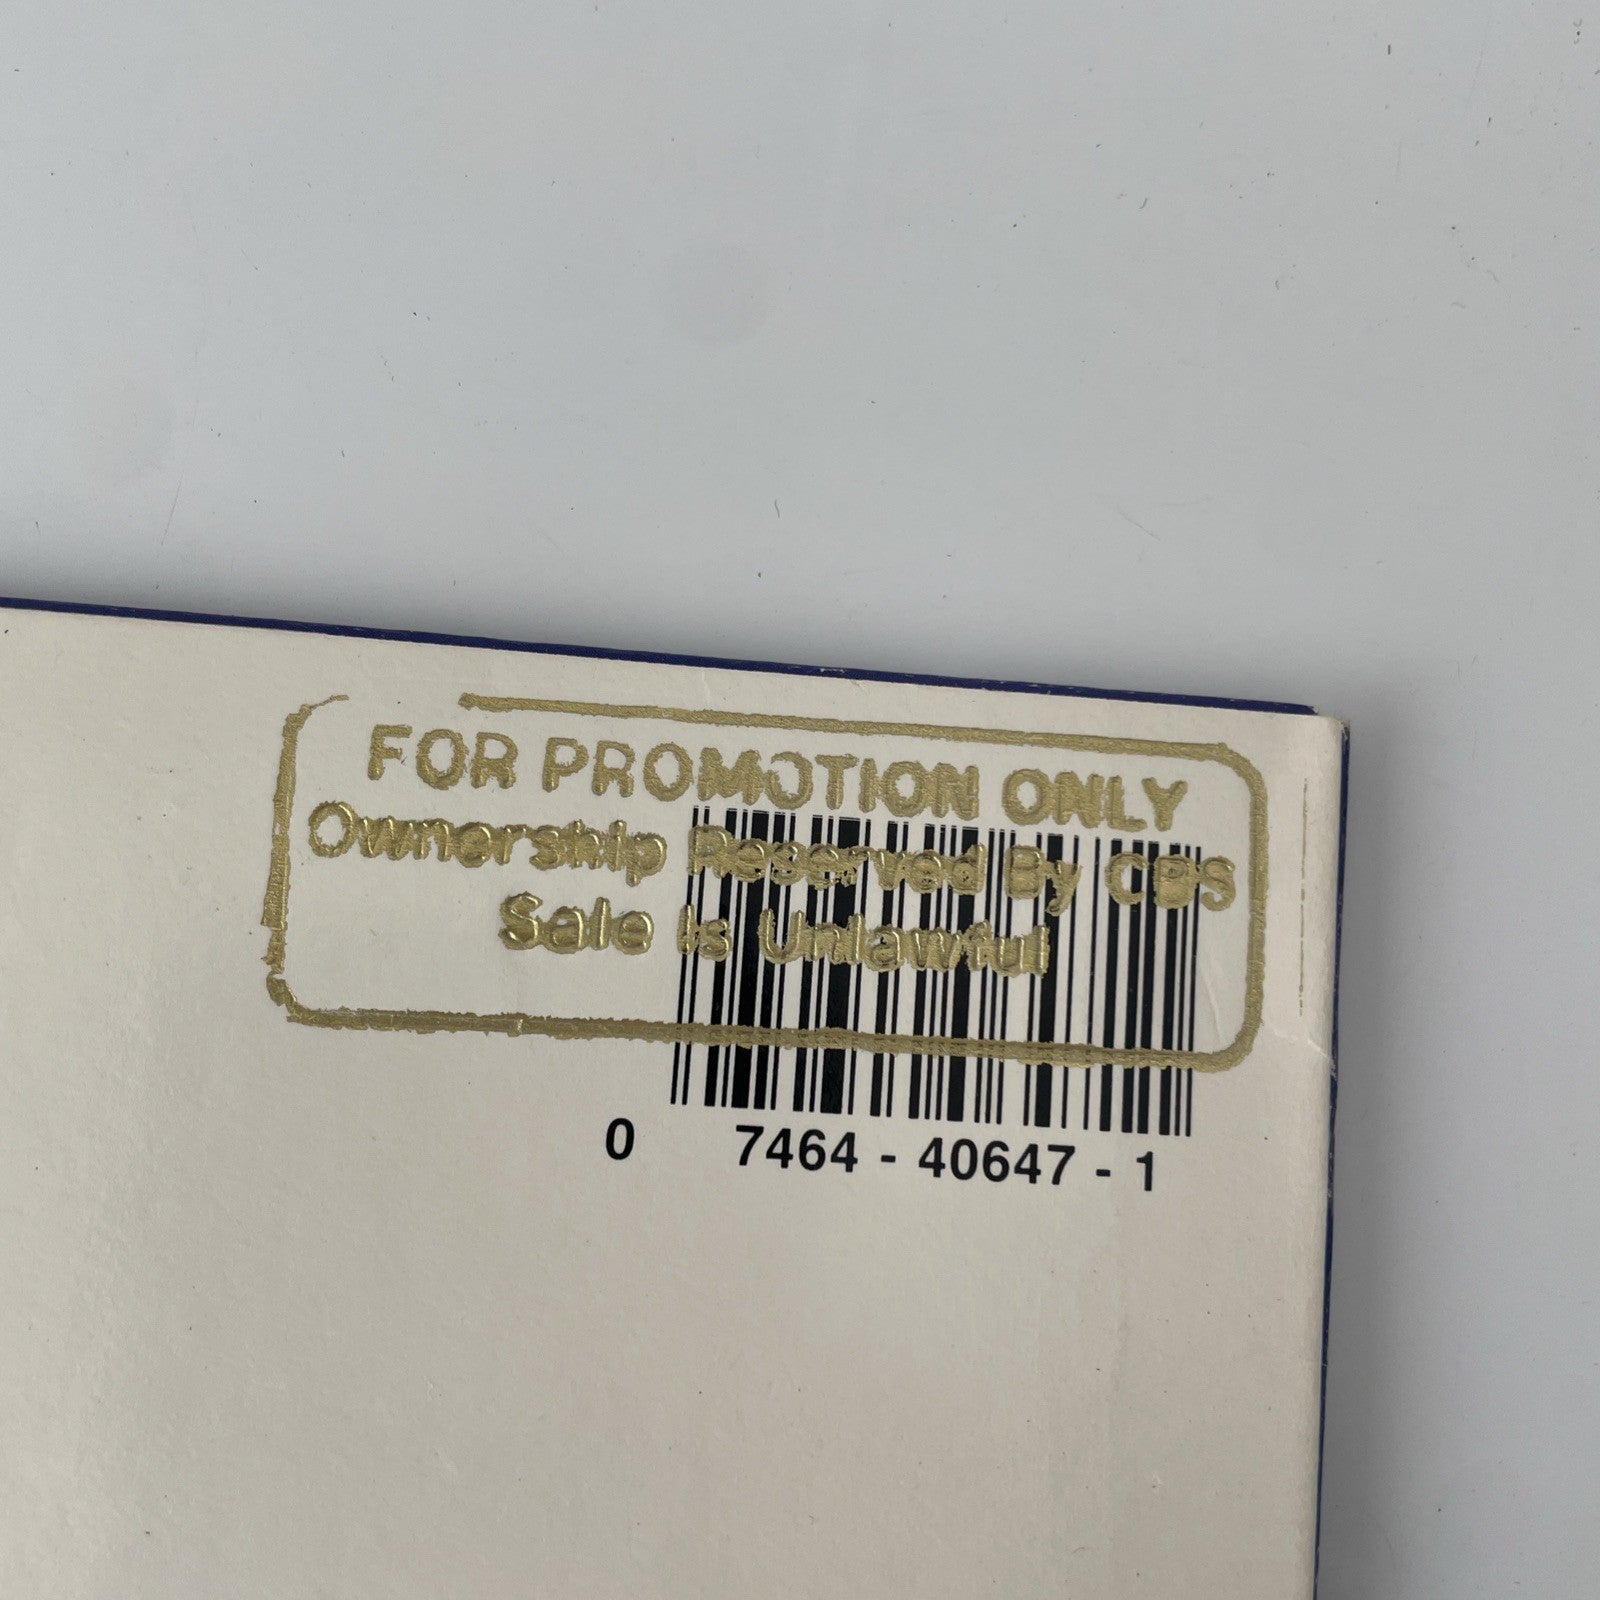 FOR PROMOTION ONLY
Ownership Reserved By CBS
Sale Is Unlawful
0 7464 - 40647 - 1